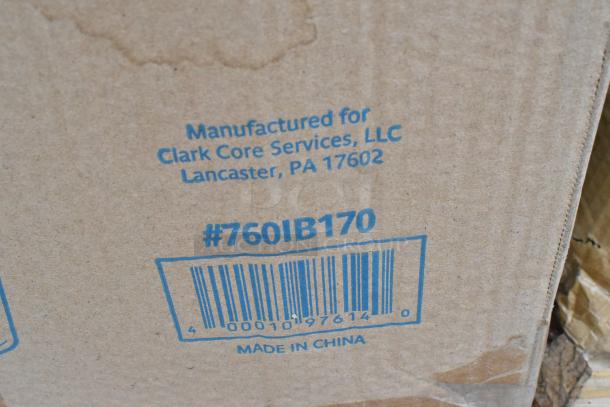 Manufactured for
Clark Core Services, LLC
Lancaster, PA 17602
#760IB170
4 00010 97614 0
MADE IN CHINA